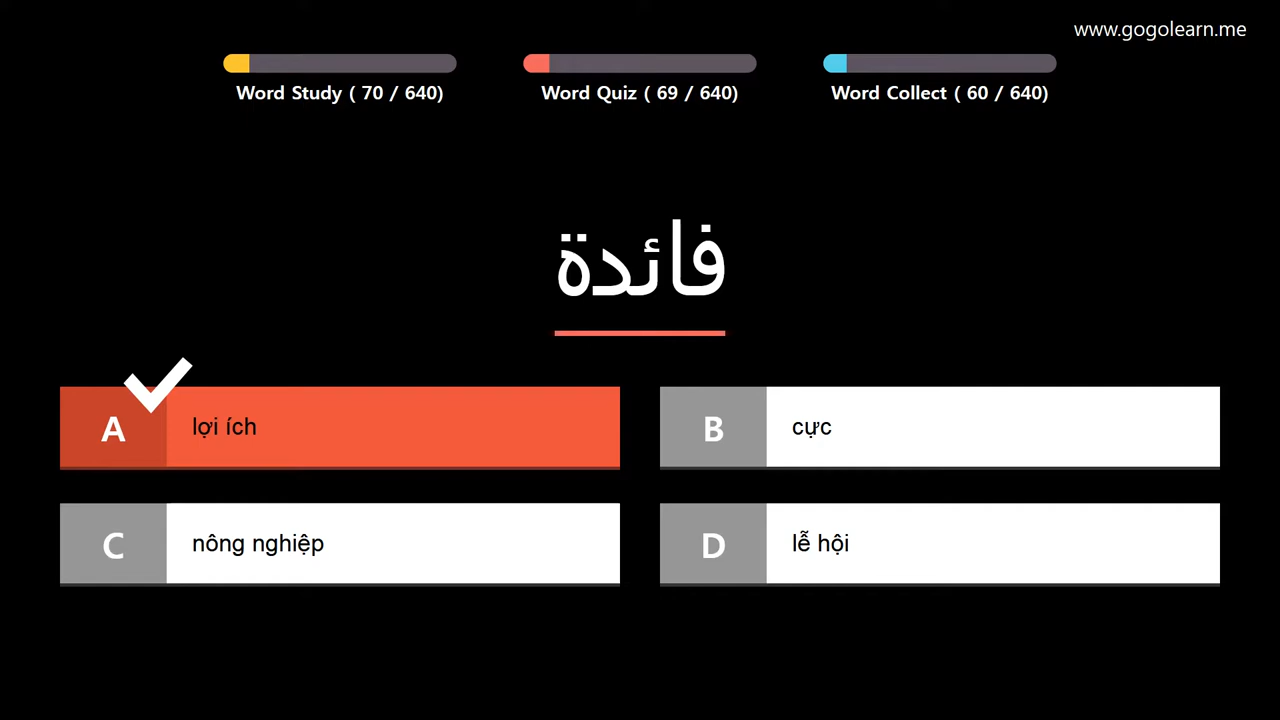 www.gogolearn.me
Word Study ( 70 / 640)
Word Quiz ( 69 / 640)
Word Collect ( 60 / 640)
فائدة
A lợi ích
B cực
C nông nghiệp
D lễ hội